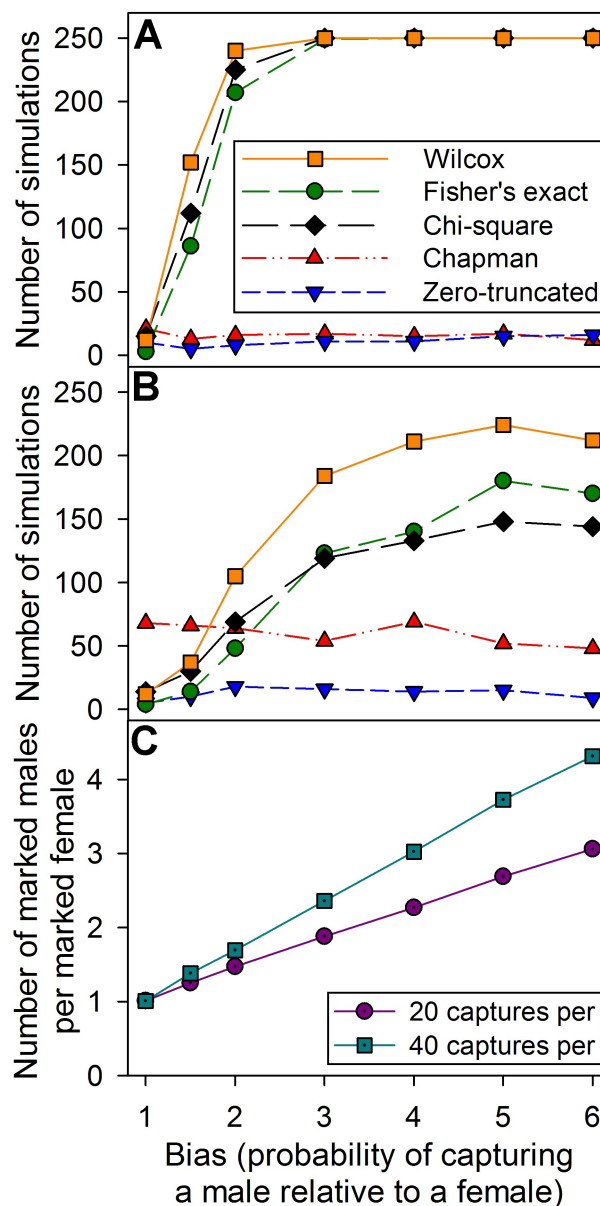 A
250
200
150
100
50
0
Number of simulations
Wilcox
Fisher's exact
Chi-square
Chapman
Zero-truncated
B
250
200
150
100
50
0
Number of simulations
C
4
3
2
1
0
Number of marked males
per marked female
20 captures per
40 captures per
1 2 3 4 5 6
Bias (probability of capturing
a male relative to a female)